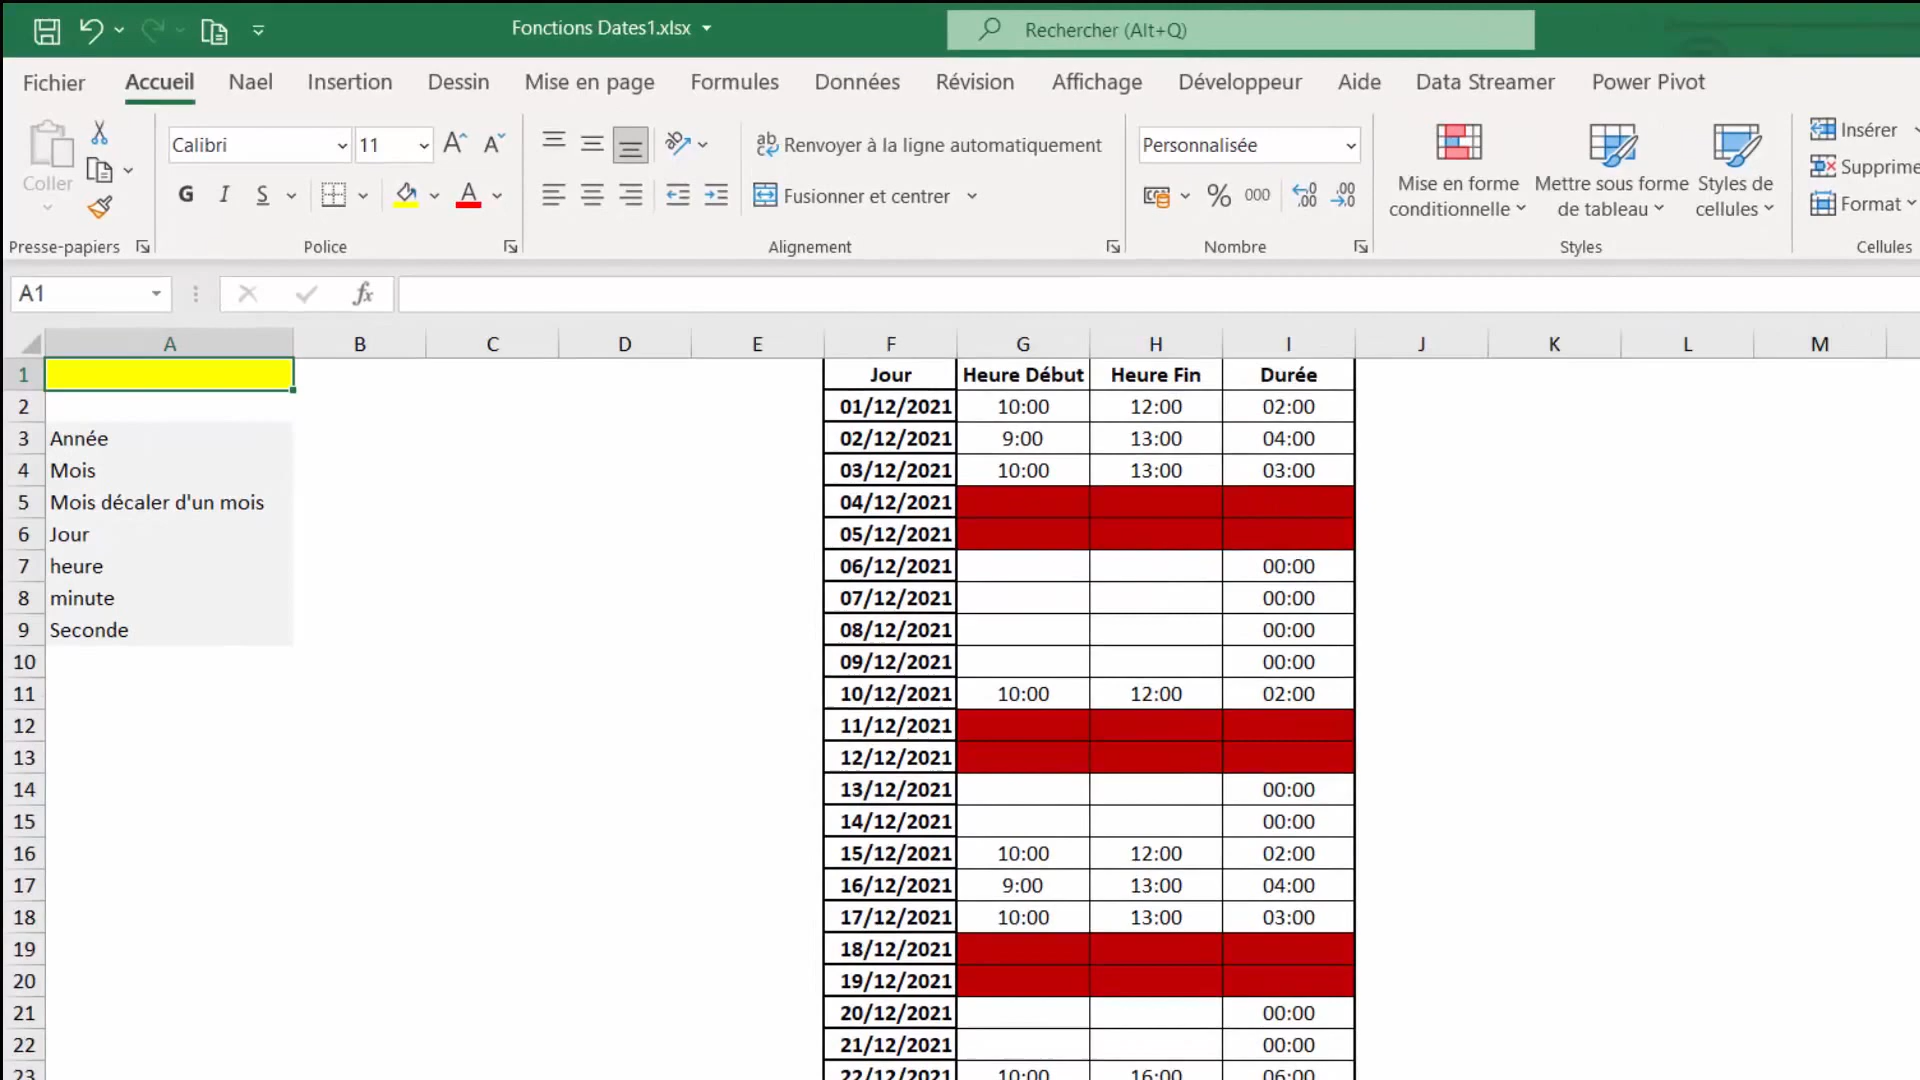 Fonctions Dates1.xlsx
Rechercher (Alt+Q)
Fichier Accueil Nael Insertion Dessin Mise en page Formules Données Révision Affichage Développeur Aide Data Streamer Power Pivot
Coller
Presse-papiers
Calibri 11
G I S
Police
Renvoyer à la ligne automatiquement
Fusionner et centrer
Alignement
Personnalisée
% 000
Nombre
Mise en forme conditionnelle
Mettre sous forme de tableau
Styles de cellules
Styles
Insérer
Supprime
Format
Cellules
A1 fx
A B C D E F G H I J K L M
1 Jour Heure Début Heure Fin Durée
2 01/12/2021 10:00 12:00 02:00
3 Année 02/12/2021 9:00 13:00 04:00
4 Mois 03/12/2021 10:00 13:00 03:00
5 Mois décaler d'un mois 04/12/2021
6 Jour 05/12/2021
7 heure 06/12/2021 00:00
8 minute 07/12/2021 00:00
9 Seconde 08/12/2021 00:00
10 09/12/2021 00:00
11 10/12/2021 10:00 12:00 02:00
12 11/12/2021
13 12/12/2021
14 13/12/2021 00:00
15 14/12/2021 00:00
16 15/12/2021 10:00 12:00 02:00
17 16/12/2021 9:00 13:00 04:00
18 17/12/2021 10:00 13:00 03:00
19 18/12/2021
20 19/12/2021
21 20/12/2021 00:00
22 21/12/2021 00:00
23 22/12/2021 10:00 16:00 06:00